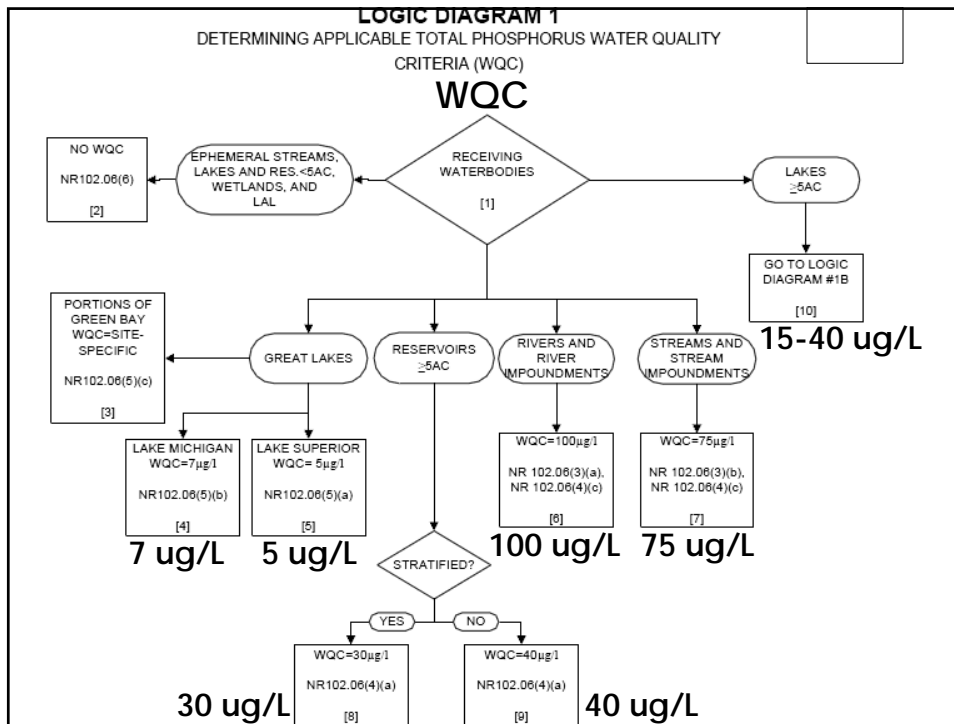 LOGIC DIAGRAM 1
DETERMINING APPLICABLE TOTAL PHOSPHORUS WATER QUALITY
CRITERIA (WQC)
WQC
NO WQC
NR102.06(6)
[2]
EPHEMERAL STREAMS,
LAKES AND RES.<5AC,
WETLANDS, AND
LAL
RECEIVING
WATERBODIES
[1]
LAKES
≥5AC
GO TO LOGIC
DIAGRAM #1B
[10]
15-40 ug/L
PORTIONS OF
GREEN BAY
WQC=SITE-
SPECIFIC
NR102.06(5)(c)
[3]
GREAT LAKES
RESERVOIRS
≥5AC
RIVERS AND
RIVER
IMPOUNDMENTS
STREAMS AND
STREAM
IMPOUNDMENTS
LAKE MICHIGAN
WQC=7µg/l
NR102.06(5)(b)
[4]
7 ug/L
LAKE SUPERIOR
WQC= 5µg/l
NR102.06(5)(a)
[5]
5 ug/L
WQC=100µg/l
NR 102.06(3)(a),
NR 102.06(4)(c)
[6]
100 ug/L
WQC=75µg/l
NR 102.06(3)(b),
NR 102.06(4)(c)
[7]
75 ug/L
STRATIFIED?
YES
NO
WQC=30µg/l
NR102.06(4)(a)
[8]
30 ug/L
WQC=40µg/l
NR102.06(4)(a)
[9]
40 ug/L